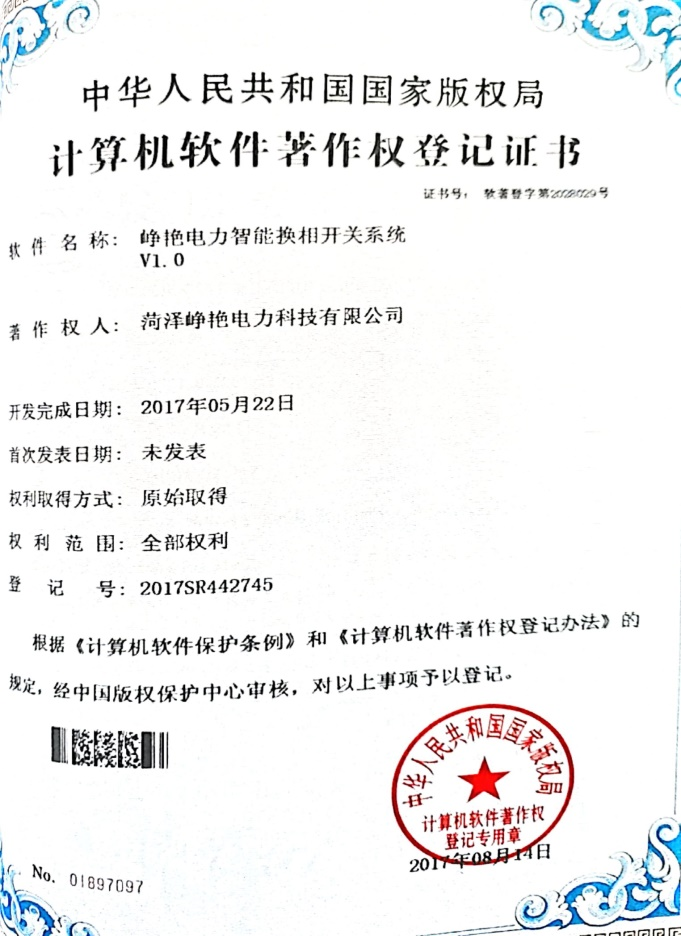 中华人民共和国国家版权局
计算机软件著作权登记证书
证书号： 软著登字第2028029号
软件名称： 峥艳电力智能换相开关系统
V1.0
著作权人： 菏泽峥艳电力科技有限公司
开发完成日期： 2017年05月22日
首次发表日期： 未发表
权利取得方式： 原始取得
权利范围： 全部权利
登记号： 2017SR442745
根据《计算机软件保护条例》和《计算机软件著作权登记办法》的
规定，经中国版权保护中心审核，对以上事项予以登记。
中华人民共和国国家版权局
计算机软件著作权
登记专用章
2017年08月14日
No. 01897097